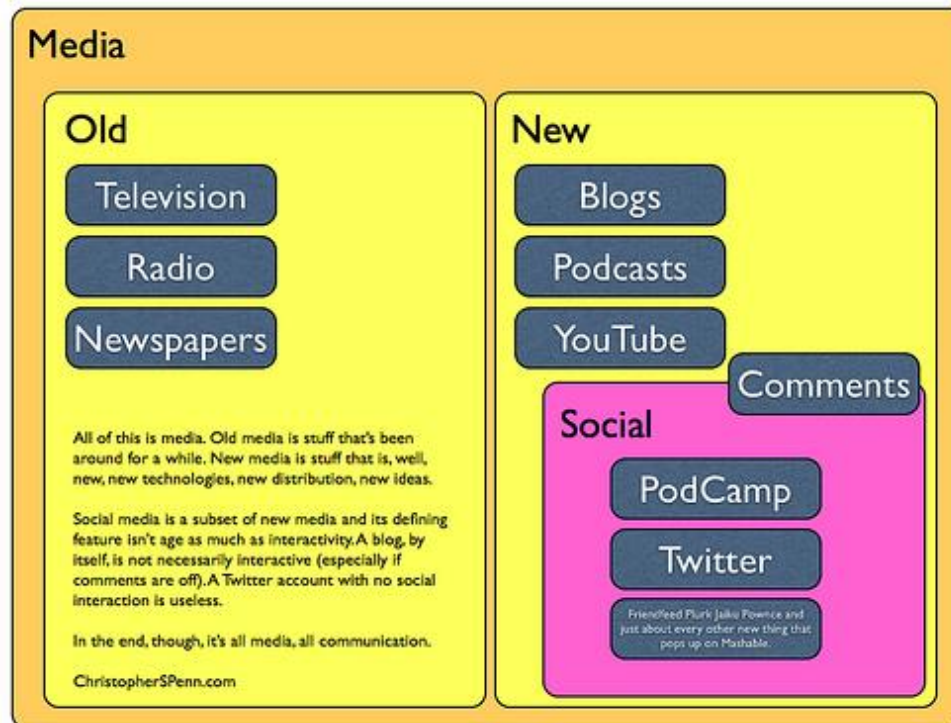 Media
Old
Television
Radio
Newspapers
All of this is media. Old media is stuff that's been
around for a while. New media is stuff that is, well,
new, new technologies, new distribution, new ideas.
Social media is a subset of new media and its defining
feature isn't age as much as interactivity. A blog, by
itself, is not necessarily interactive (especially if
comments are off). A Twitter account with no social
interaction is useless.
In the end, though, it's all media, all communication.
ChristopherSPenn.com
New
Blogs
Podcasts
YouTube
Comments
Social
PodCamp
Twitter
Friendfeed Plurk Jaiku Pownce and
just about every other new thing that
pops up on Mashable.